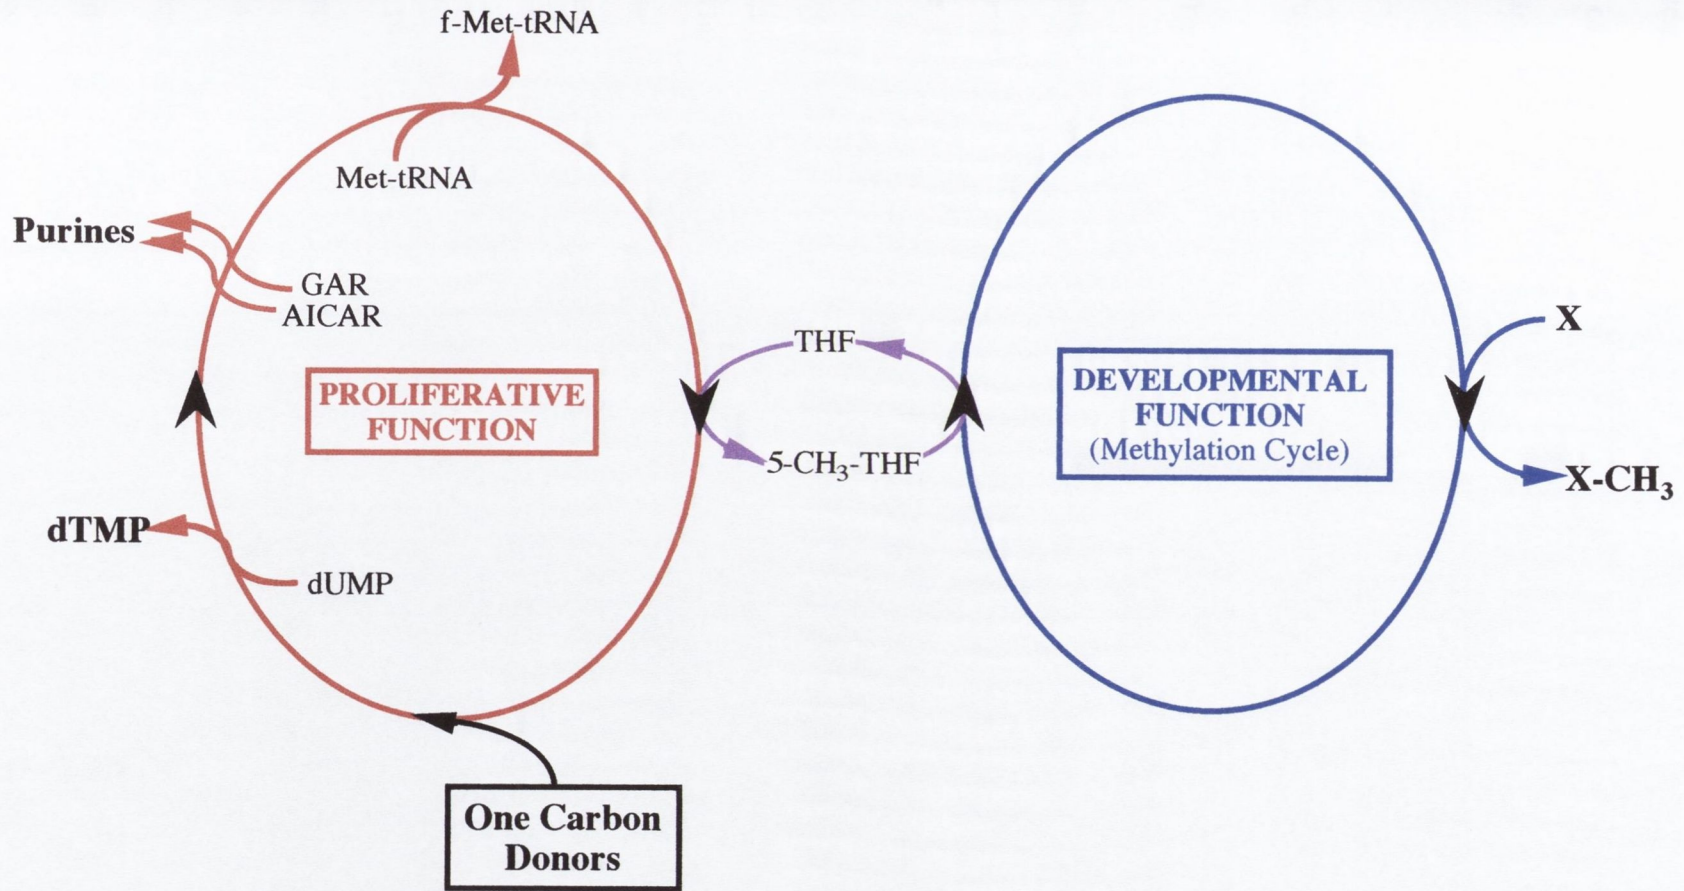 f-Met-tRNA
Met-tRNA
Purines
GAR
AICAR
PROLIFERATIVE
FUNCTION
dTMP
dUMP
One Carbon
Donors
THF
5-CH₃-THF
DEVELOPMENTAL
FUNCTION
(Methylation Cycle)
X
X-CH₃